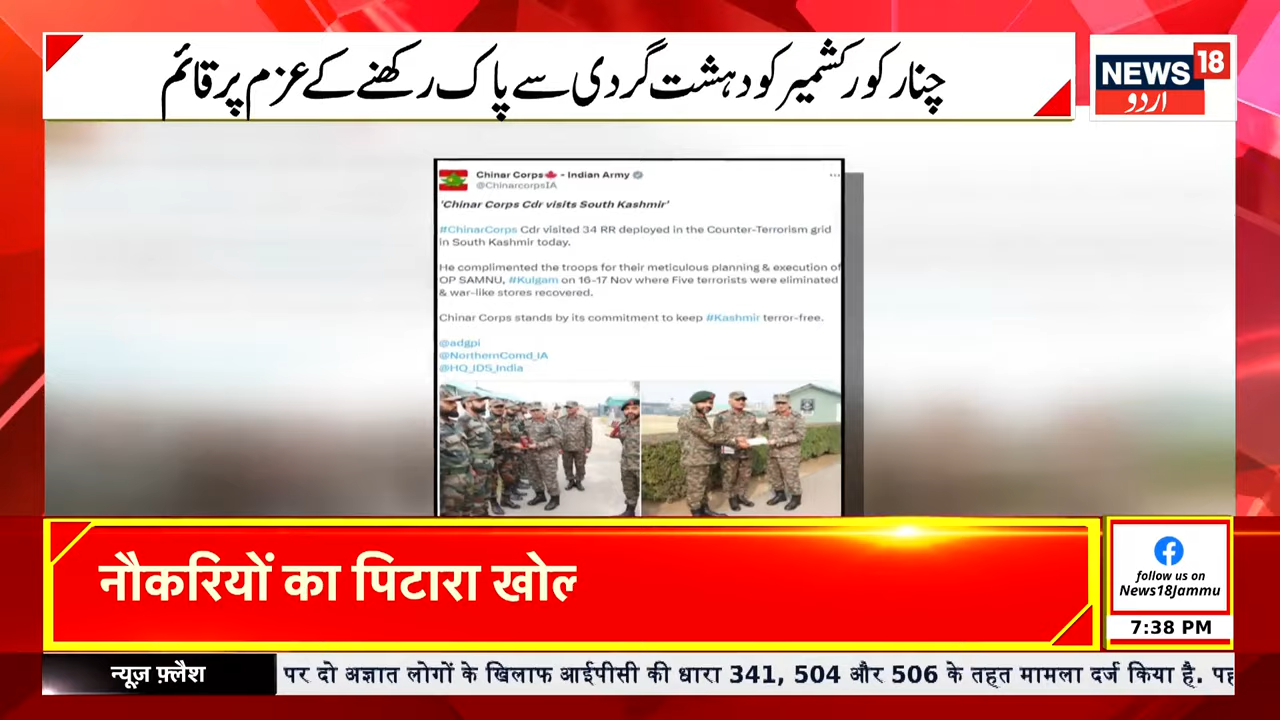 چنار کور کشمیر کو دہشت گردی سے پاک رکھنے کے عزم پر قائم
NEWS 18
اردو
Chinar Corps🍁 - Indian Army
@ChinarcorpsIA
'Chinar Corps Cdr visits South Kashmir'
#ChinarCorps Cdr visited 34 RR deployed in the Counter-Terrorism grid
in South Kashmir today.
He complimented the troops for their meticulous planning & execution of
OP SAMNU, #Kulgam on 16-17 Nov where Five terrorists were eliminated
& war-like stores recovered.
Chinar Corps stands by its commitment to keep #Kashmir terror-free.
@adgpi
@NorthernComd_IA
@HQ_IDS_India
नौकरियों का पिटारा खोल
follow us on
News18Jammu
7:38 PM
न्यूज़ फ़्लैश
पर दो अज्ञात लोगों के खिलाफ आईपीसी की धारा 341, 504 और 506 के तहत मामला दर्ज किया है. पह